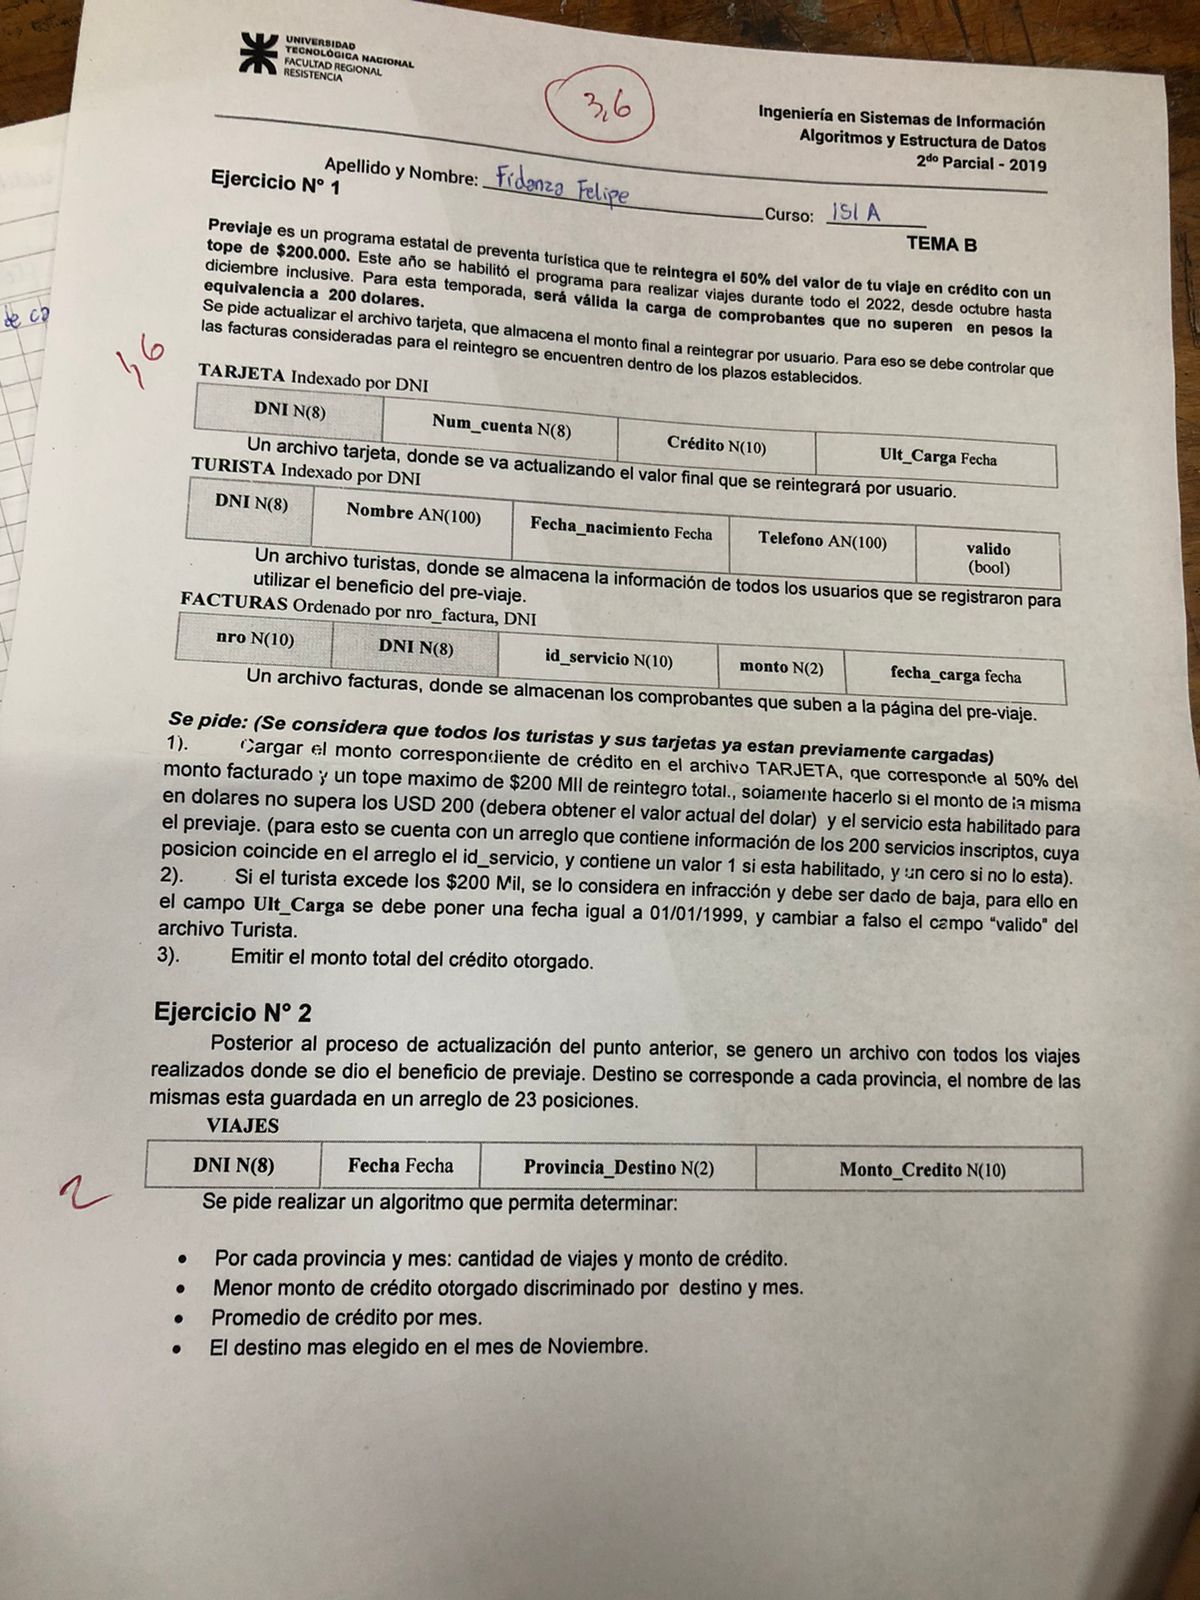 UNIVERSIDAD
TECNOLÓGICA NACIONAL
FACULTAD REGIONAL
RESISTENCIA
3,6
Ingeniería en Sistemas de Información
Algoritmos y Estructura de Datos
2do Parcial - 2019
Apellido y Nombre: Fidanza Felipe Curso: ISI A
Ejercicio N° 1
TEMA B
Previaje es un programa estatal de preventa turística que te reintegra el 50% del valor de tu viaje en crédito con un
tope de $200.000. Este año se habilitó el programa para realizar viajes durante todo el 2022, desde octubre hasta
diciembre inclusive. Para esta temporada, será válida la carga de comprobantes que no superen en pesos la
equivalencia a 200 dolares.
Se pide actualizar el archivo tarjeta, que almacena el monto final a reintegrar por usuario. Para eso se debe controlar que
las facturas consideradas para el reintegro se encuentren dentro de los plazos establecidos.
de
1,6
TARJETA Indexado por DNI
DNI N(8) Num_cuenta N(8) Crédito N(10) Ult_Carga Fecha
Un archivo tarjeta, donde se va actualizando el valor final que se reintegrará por usuario.
TURISTA Indexado por DNI
DNI N(8) Nombre AN(100) Fecha_nacimiento Fecha Telefono AN(100) valido
(bool)
Un archivo turistas, donde se almacena la información de todos los usuarios que se registraron para
utilizar el beneficio del pre-viaje.
FACTURAS Ordenado por nro_factura, DNI
nro N(10) DNI N(8) id_servicio N(10) monto N(2) fecha_carga fecha
Un archivo facturas, donde se almacenan los comprobantes que suben a la página del pre-viaje.
Se pide: (Se considera que todos los turistas y sus tarjetas ya estan previamente cargadas)
1). Cargar el monto correspondiente de crédito en el archivo TARJETA, que corresponde al 50% del
monto facturado y un tope maximo de $200 MIl de reintegro total., solamente hacerlo si el monto de la misma
en dolares no supera los USD 200 (debera obtener el valor actual del dolar) y el servicio esta habilitado para
el previaje. (para esto se cuenta con un arreglo que contiene información de los 200 servicios inscriptos, cuya
posicion coincide en el arreglo el id_servicio, y contiene un valor 1 si esta habilitado, y un cero si no lo esta).
2). Si el turista excede los $200 Mil, se lo considera en infracción y debe ser dado de baja, para ello en
el campo Ult_Carga se debe poner una fecha igual a 01/01/1999, y cambiar a falso el campo "valido" del
archivo Turista.
3). Emitir el monto total del crédito otorgado.
Ejercicio N° 2
Posterior al proceso de actualización del punto anterior, se genero un archivo con todos los viajes
realizados donde se dio el beneficio de previaje. Destino se corresponde a cada provincia, el nombre de las
mismas esta guardada en un arreglo de 23 posiciones.
VIAJES
DNI N(8) Fecha Fecha Provincia_Destino N(2) Monto_Credito N(10)
2
Se pide realizar un algoritmo que permita determinar:
• Por cada provincia y mes: cantidad de viajes y monto de crédito.
• Menor monto de crédito otorgado discriminado por destino y mes.
• Promedio de crédito por mes.
• El destino mas elegido en el mes de Noviembre.